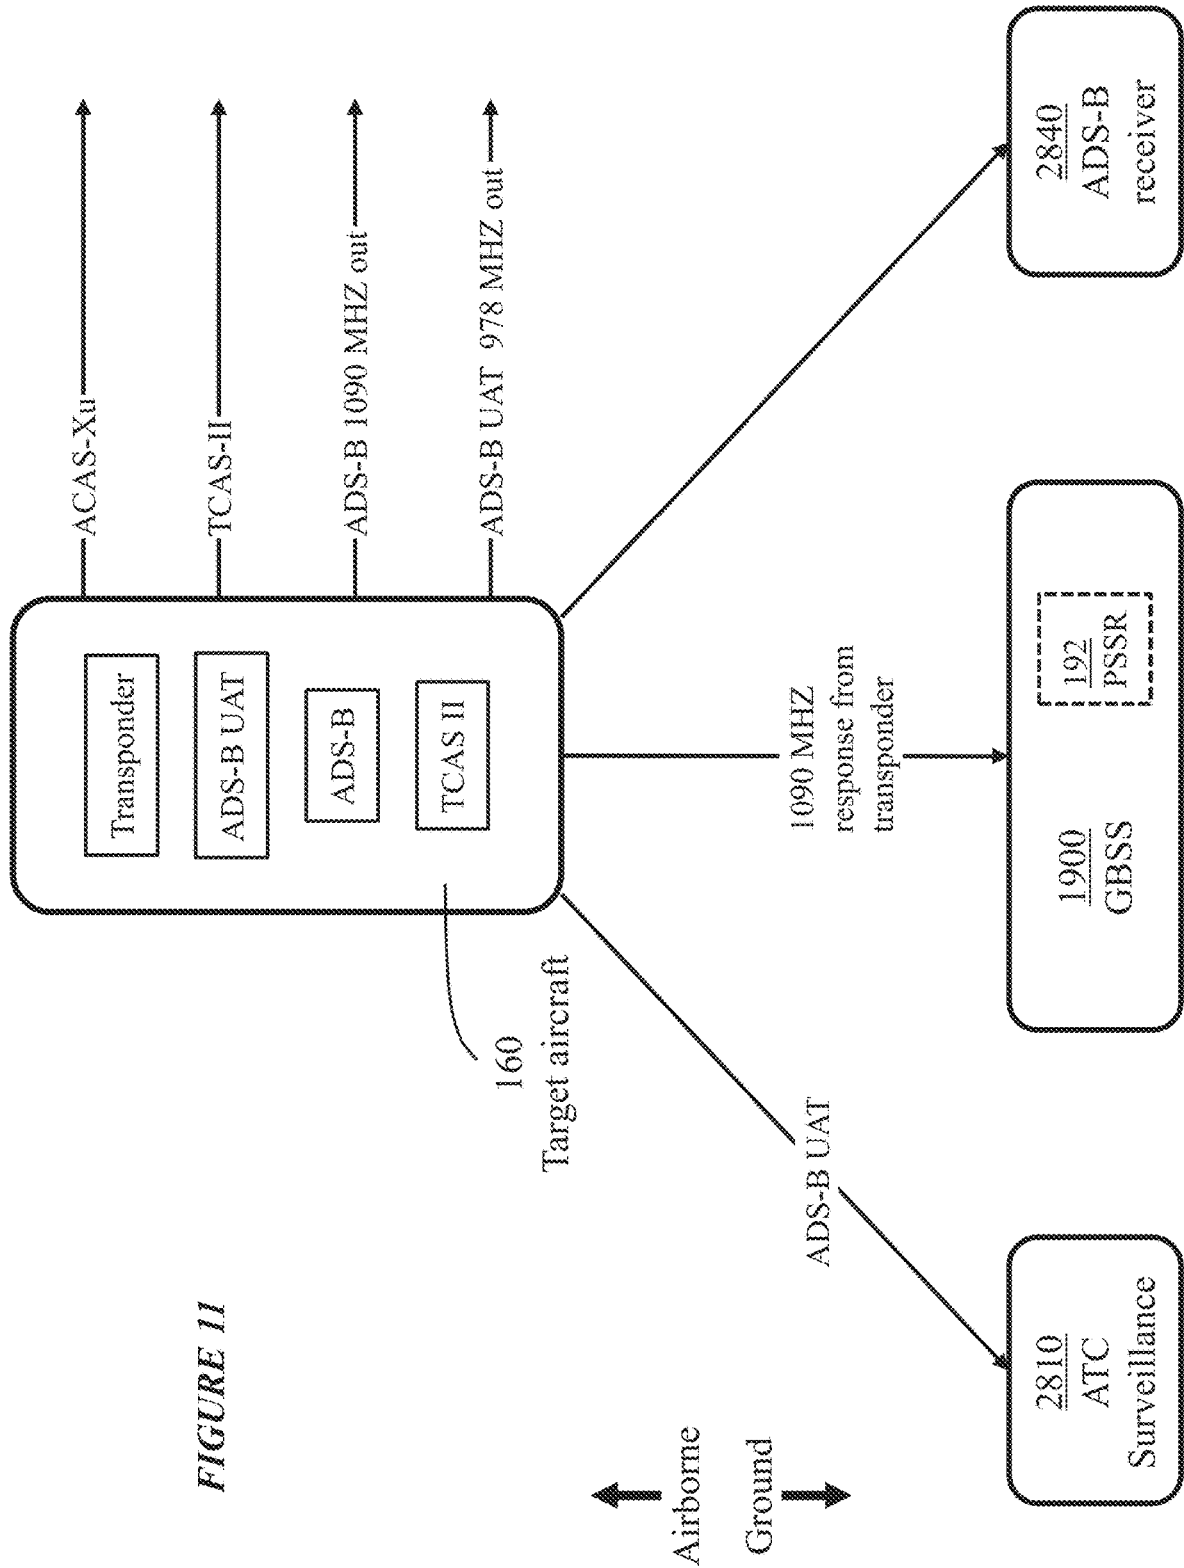 FIGURE 11
160
Target aircraft
Transponder
ADS-B UAT
ADS-B
TCAS II
ACAS-Xu
TCAS-II
ADS-B 1090 MHZ out
ADS-B UAT 978 MHZ out
Airborne
Ground
ADS-B UAT
1090 MHZ
response from
transponder
2810
ATC
Surveillance
1900
GBSS
192
PSSR
2840
ADS-B
receiver